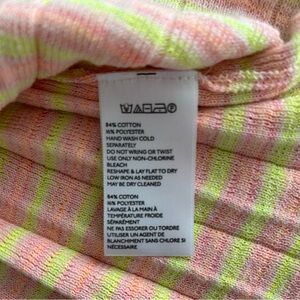 84% COTTON
16% POLYESTER
HAND WASH COLD
SEPARATELY
DO NOT WRING OR TWIST
USE ONLY NON-CHLORINE
BLEACH
RESHAPE & LAY FLAT TO DRY
LOW IRON AS NEEDED
MAY BE DRY CLEANED
84% COTON
16% POLYESTER
LAVAGE À LA MAIN À
TEMPÉRATURE FROIDE
SÉPARÉMENT
NE PAS ESSORER OU TORDRE
UTILISER UN AGENT DE
BLANCHIMENT SANS CHLORE SI
NÉCESSAIRE